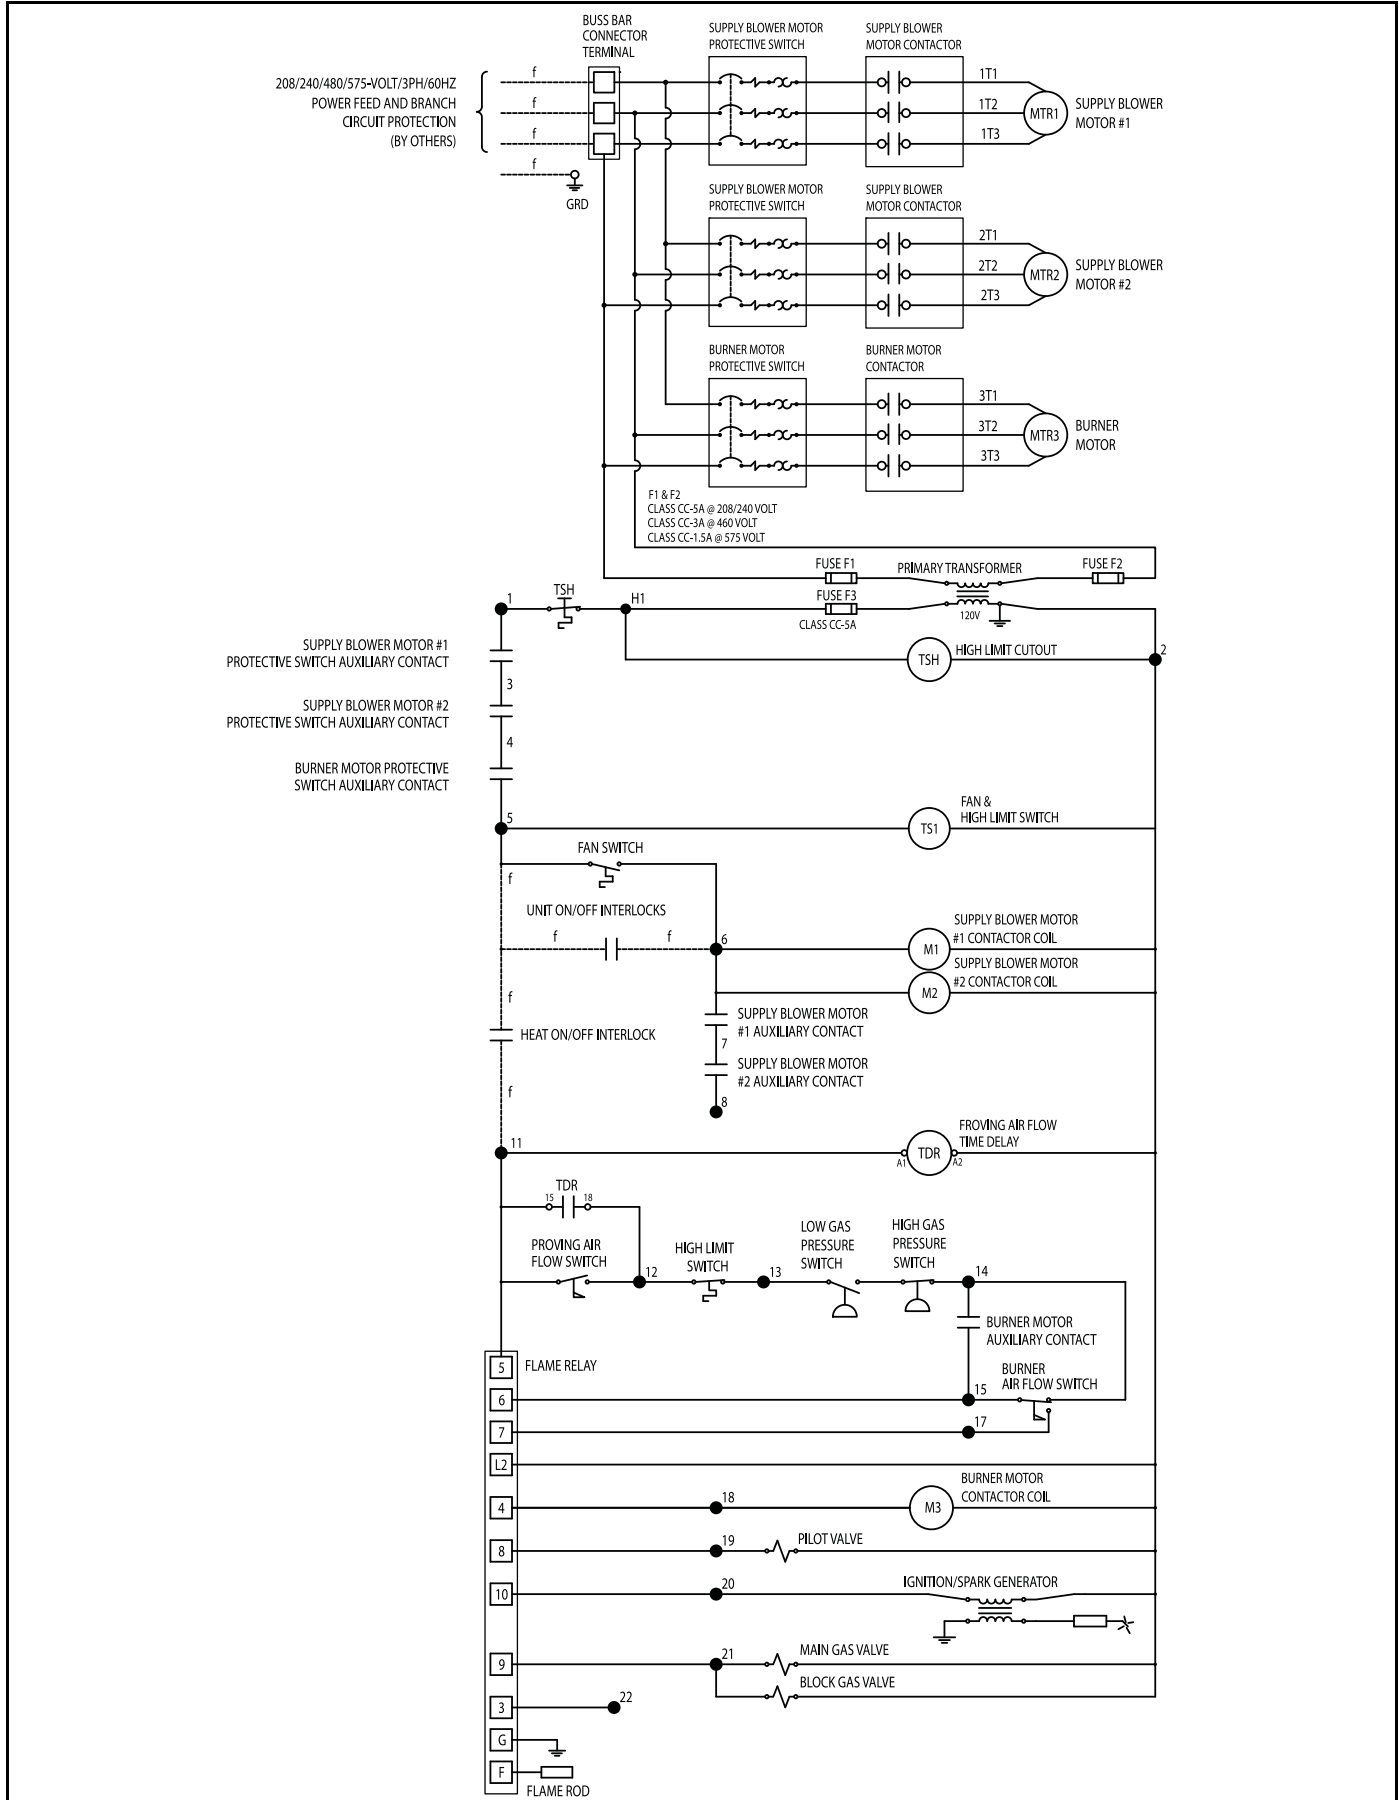 BUSS BAR
CONNECTOR
TERMINAL
SUPPLY BLOWER MOTOR
PROTECTIVE SWITCH
SUPPLY BLOWER
MOTOR CONTACTOR
208/240/480/575-VOLT/3PH/60HZ
POWER FEED AND BRANCH
CIRCUIT PROTECTION
(BY OTHERS)
f
f
f
f
GRD
1T1
1T2
1T3
MTR1
SUPPLY BLOWER
MOTOR #1
SUPPLY BLOWER MOTOR
PROTECTIVE SWITCH
SUPPLY BLOWER
MOTOR CONTACTOR
2T1
2T2
2T3
MTR2
SUPPLY BLOWER
MOTOR #2
BURNER MOTOR
PROTECTIVE SWITCH
BURNER MOTOR
CONTACTOR
3T1
3T2
3T3
MTR3
BURNER
MOTOR
F1 & F2
CLASS CC-5A @ 208/240 VOLT
CLASS CC-3A @ 460 VOLT
CLASS CC-1.5A @ 575 VOLT
FUSE F1
PRIMARY TRANSFORMER
FUSE F2
1
TSH
H1
FUSE F3
CLASS CC-5A
120V
TSH
HIGH LIMIT CUTOUT
2
SUPPLY BLOWER MOTOR #1
PROTECTIVE SWITCH AUXILIARY CONTACT
3
SUPPLY BLOWER MOTOR #2
PROTECTIVE SWITCH AUXILIARY CONTACT
4
BURNER MOTOR PROTECTIVE
SWITCH AUXILIARY CONTACT
5
TS1
FAN &
HIGH LIMIT SWITCH
FAN SWITCH
f
UNIT ON/OFF INTERLOCKS
f
f
6
M1
SUPPLY BLOWER MOTOR
#1 CONTACTOR COIL
M2
SUPPLY BLOWER MOTOR
#2 CONTACTOR COIL
f
HEAT ON/OFF INTERLOCK
SUPPLY BLOWER MOTOR
#1 AUXILIARY CONTACT
7
SUPPLY BLOWER MOTOR
#2 AUXILIARY CONTACT
f
8
11
A1
TDR
A2
FROVING AIR FLOW
TIME DELAY
TDR
15
18
PROVING AIR
FLOW SWITCH
12
HIGH LIMIT
SWITCH
13
LOW GAS
PRESSURE
SWITCH
HIGH GAS
PRESSURE
SWITCH
14
BURNER MOTOR
AUXILIARY CONTACT
5
FLAME RELAY
6
15
BURNER
AIR FLOW SWITCH
7
17
L2
4
18
M3
BURNER MOTOR
CONTACTOR COIL
8
19
PILOT VALVE
10
20
IGNITION/SPARK GENERATOR
9
21
MAIN GAS VALVE
BLOCK GAS VALVE
3
22
G
F
FLAME ROD